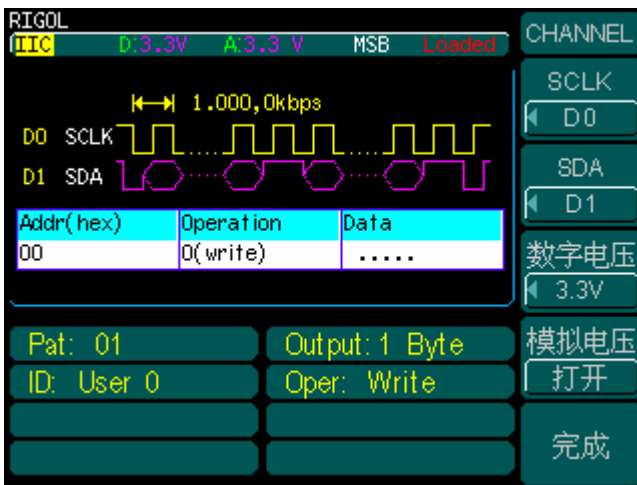 RIGOL
IIC D:3.3V A:3.3 V MSB Loaded
1.000,0kbps
D0 SCLK
D1 SDA
Addr(hex) Operation Data
00 0(write) .....
Pat: 01 Output: 1 Byte
ID: User 0 Oper: Write
CHANNEL
SCLK
D0
SDA
D1
数字电压
3.3V
模拟电压
打开
完成